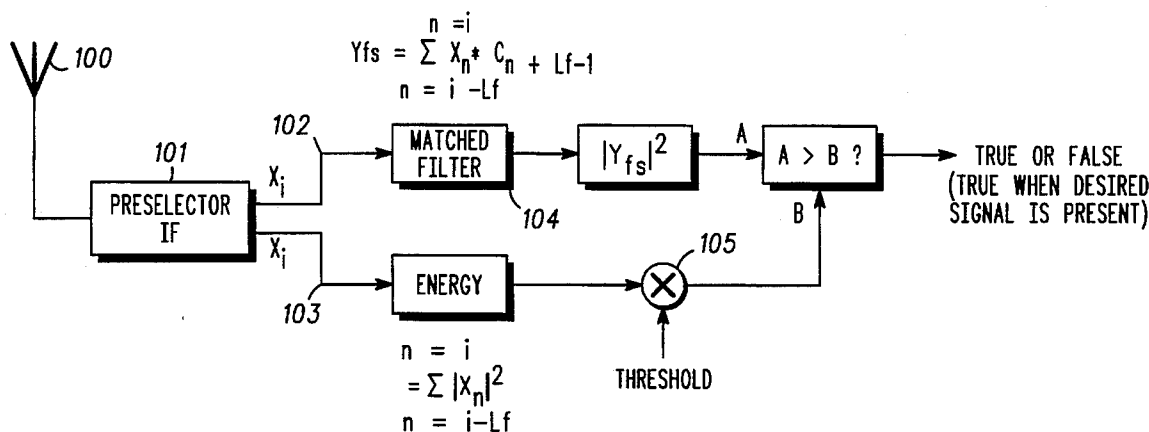 100
n = i
Yfs = Σ Xn* Cn + Lf-1
n = i -Lf
102
101
Xi
PRESELECTOR
IF
Xi
103
MATCHED
FILTER
104
|Yfs|²
A
A > B ?
B
TRUE OR FALSE
(TRUE WHEN DESIRED
SIGNAL IS PRESENT)
ENERGY
105
n = i
= Σ |Xn|²
n = i-Lf
THRESHOLD